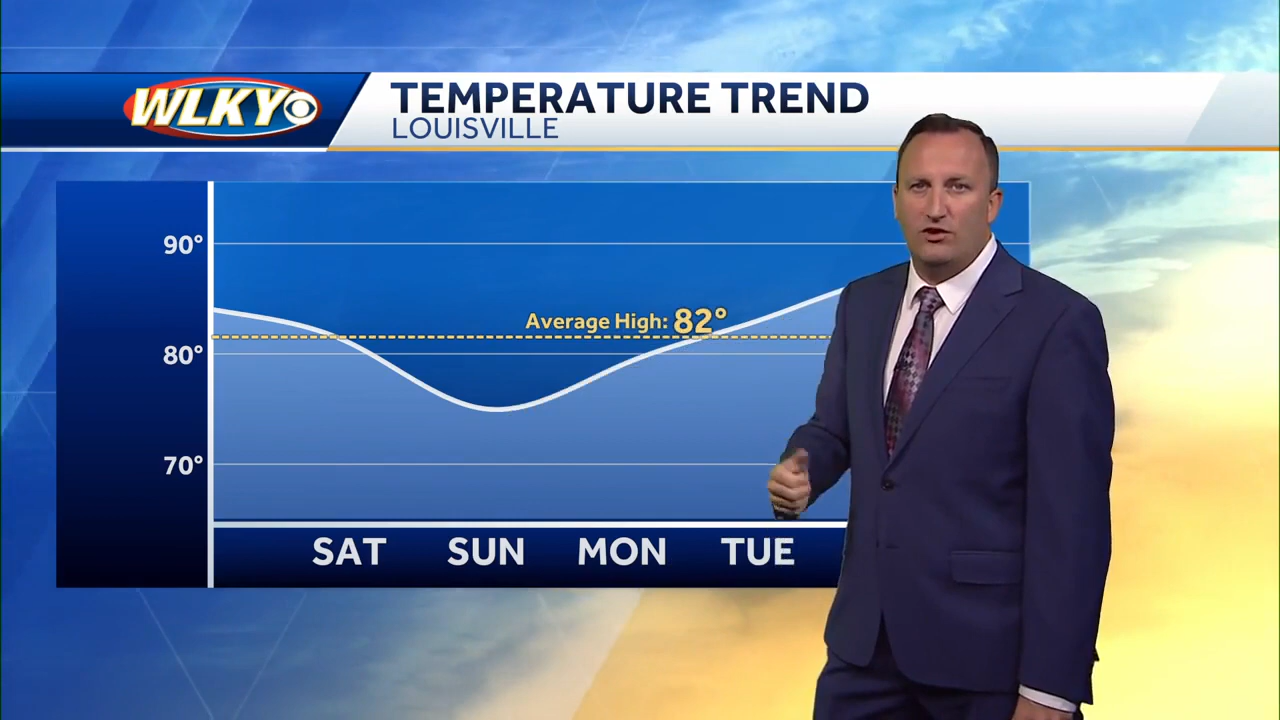 WLKY
TEMPERATURE TREND
LOUISVILLE
90°
Average High: 82°
80°
70°
SAT SUN MON TUE